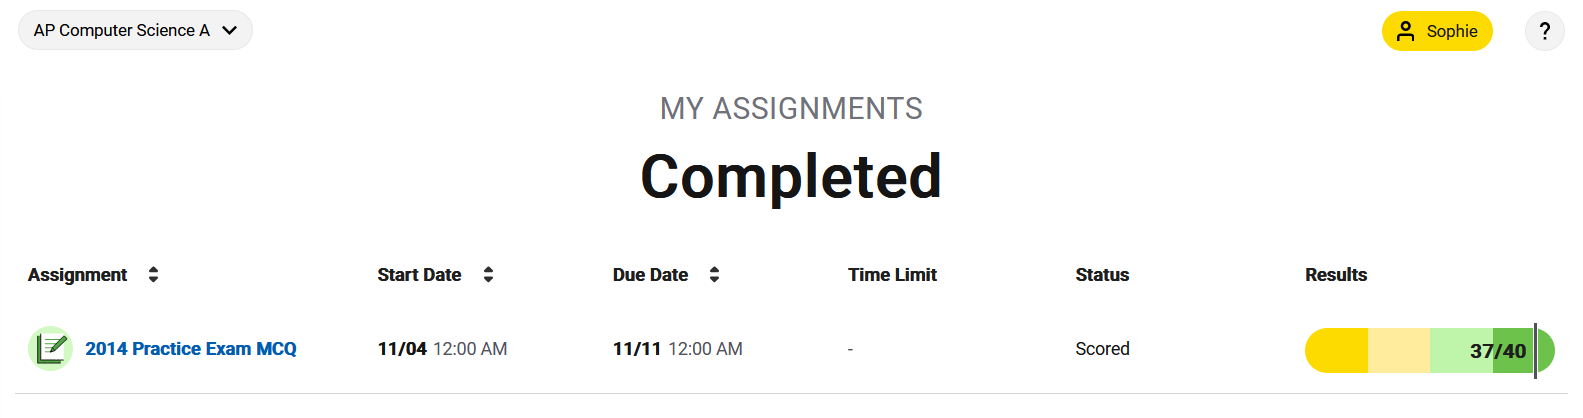 AP Computer Science A
Sophie
?
MY ASSIGNMENTS
Completed
Assignment Start Date Due Date Time Limit Status Results
2014 Practice Exam MCQ 11/04 12:00 AM 11/11 12:00 AM - Scored 37/40